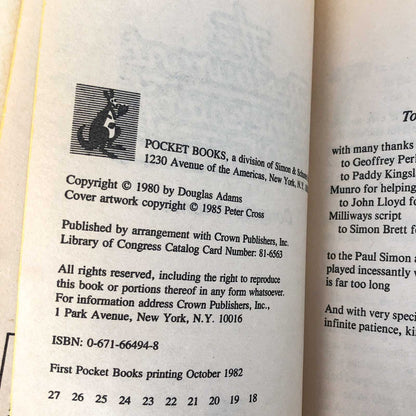 POCKET BOOKS, a division of Simon &
1230 Avenue of the Americas, New York, N.Y.
Copyright © 1980 by Douglas Adams
Cover artwork copyright © 1985 Peter Cross
Published by arrangement with Crown Publishers, Inc.
Library of Congress Catalog Card Number: 81-6563
All rights reserved, including the right to reproduce
this book or portions thereof in any form whatsoever.
For information address Crown Publishers, Inc.,
1 Park Avenue, New York, N.Y. 10016
ISBN: 0-671-66494-8
First Pocket Books printing October 1982
27 26 25 24 23 22 21 20 19 18
To
with many thanks
to Geoffrey Perk
to Paddy Kingsla
Munro for helping
to John Lloyd fo
Milliways script
to Simon Brett f
to the Paul Simon a
played incessantly w
is far too long
And with very speci
infinite patience, ki